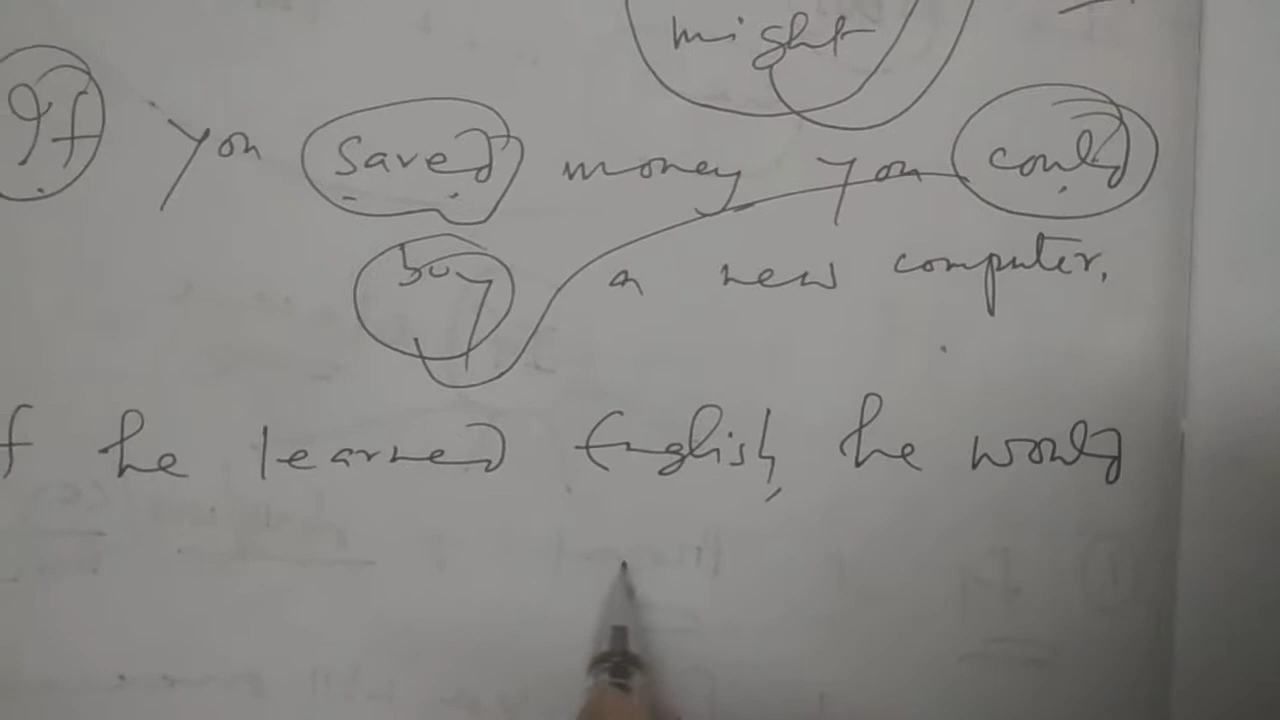 might
If you saved money you could
buy a new computer.
f he learned English, he would